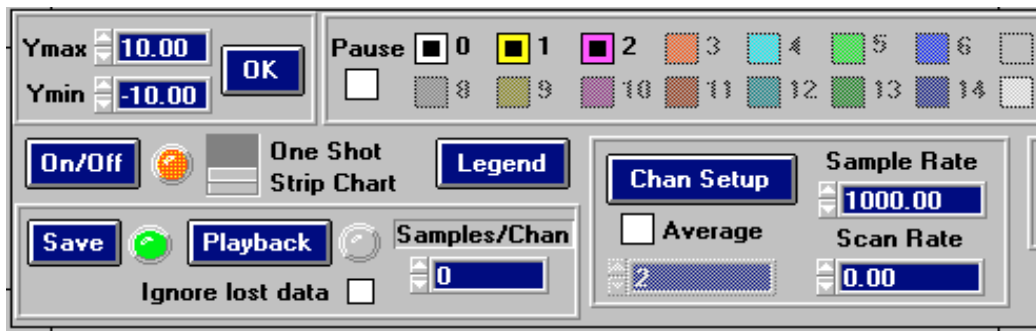 Ymax 10.00 OK
Ymin -10.00
Pause 0 1 2 3 4 5 6
8 9 10 11 12 13 14
On/Off One Shot
Strip Chart
Legend
Save Playback Samples/Chan
0
Ignore lost data
Chan Setup Sample Rate
1000.00
Average Scan Rate
2 0.00